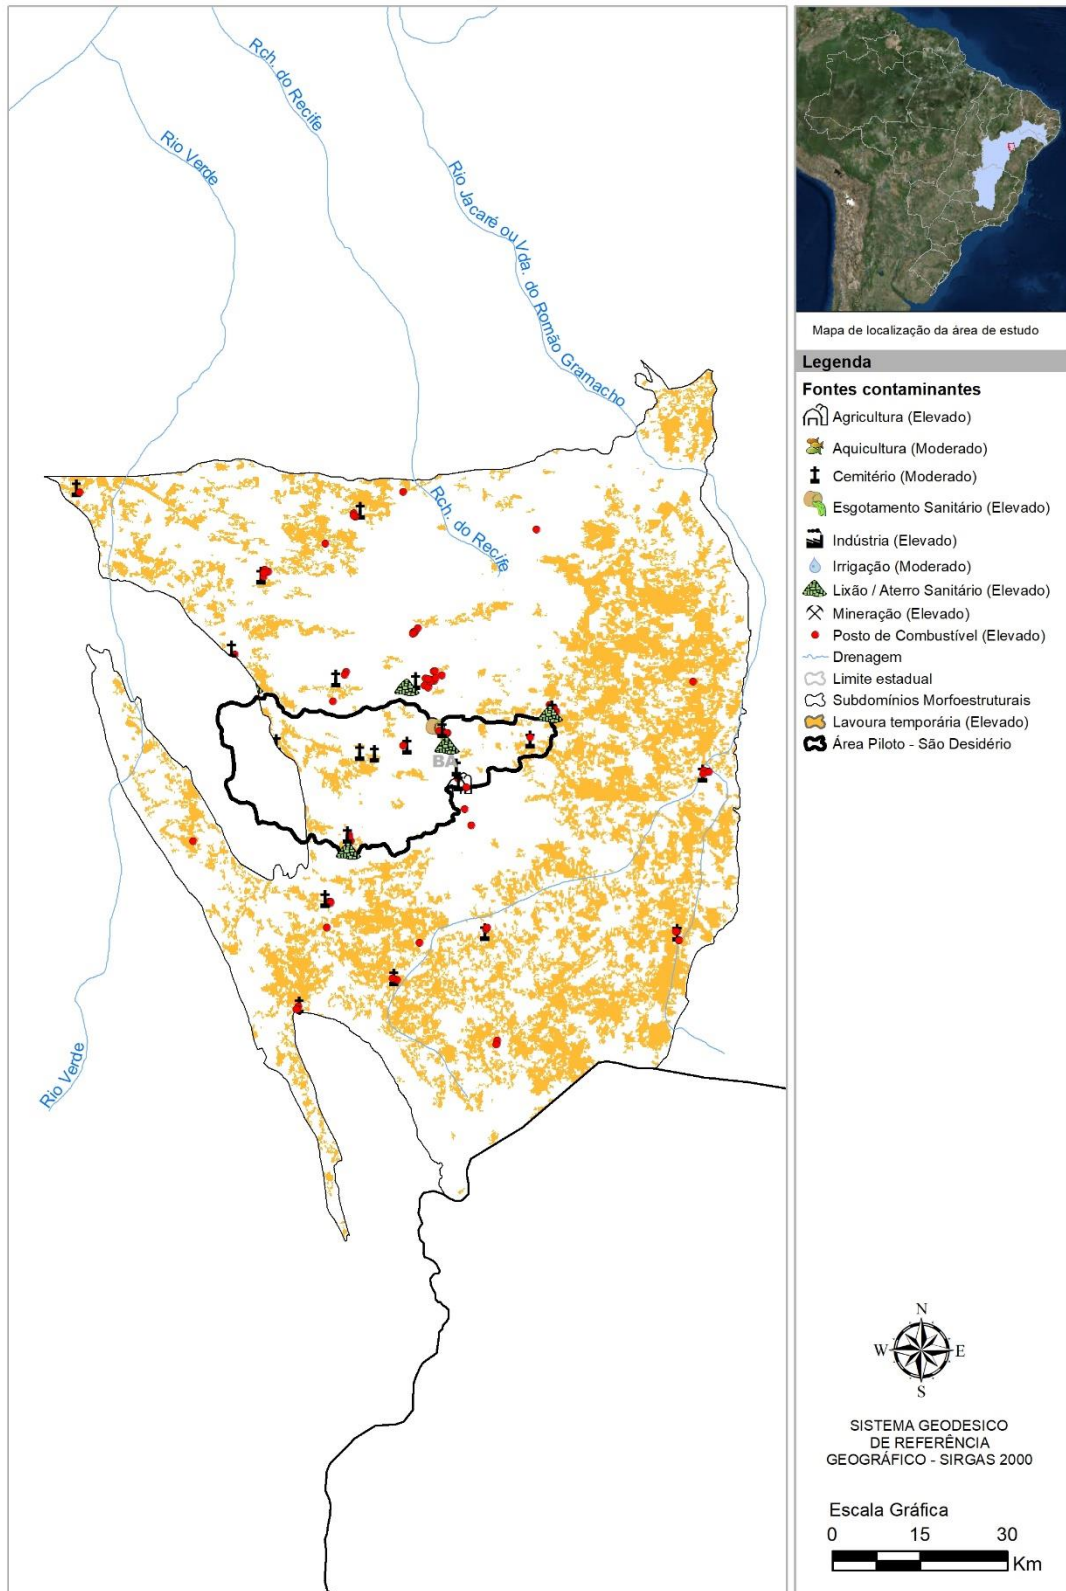 Rch. do Recife
Rio Verde
Rio Jacaré ou Vda. do Romão Gramacho
Rch. do Recife
BA
Rio Verde
Mapa de localização da área de estudo
Legenda
Fontes contaminantes
Agricultura (Elevado)
Aquicultura (Moderado)
Cemitério (Moderado)
Esgotamento Sanitário (Elevado)
Indústria (Elevado)
Irrigação (Moderado)
Lixão / Aterro Sanitário (Elevado)
Mineração (Elevado)
Posto de Combustível (Elevado)
Drenagem
Limite estadual
Subdomínios Morfoestruturais
Lavoura temporária (Elevado)
Área Piloto - São Desidério
N
W E
S
SISTEMA GEODESICO
DE REFERÊNCIA
GEOGRÁFICO - SIRGAS 2000
Escala Gráfica
0 15 30
Km